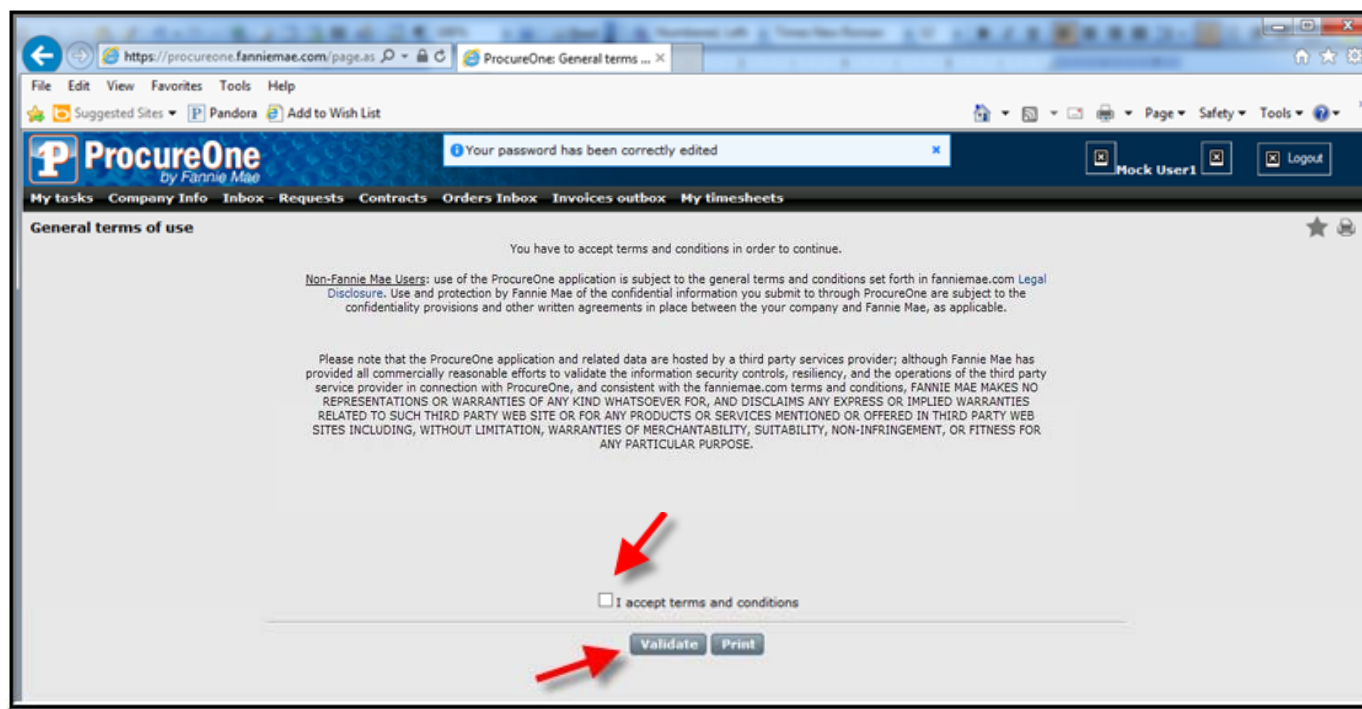 https://procureone.fanniemae.com/page.as
ProcureOne: General terms ...
File Edit View Favorites Tools Help
Suggested Sites Pandora Add to Wish List
Page Safety Tools
ProcureOne
by Fannie Mae
Your password has been correctly edited
Mock User1
Logout
My tasks Company Info Inbox - Requests Contracts Orders Inbox Invoices outbox My timesheets
General terms of use
You have to accept terms and conditions in order to continue.
Non-Fannie Mae Users: use of the ProcureOne application is subject to the general terms and conditions set forth in fanniemae.com Legal
Disclosure. Use and protection by Fannie Mae of the confidential information you submit to through ProcureOne are subject to the
confidentiality provisions and other written agreements in place between the your company and Fannie Mae, as applicable.
Please note that the ProcureOne application and related data are hosted by a third party services provider; although Fannie Mae has
provided all commercially reasonable efforts to validate the information security controls, resiliency, and the operations of the third party
service provider in connection with ProcureOne, and consistent with the fanniemae.com terms and conditions, FANNIE MAE MAKES NO
REPRESENTATIONS OR WARRANTIES OF ANY KIND WHATSOEVER FOR, AND DISCLAIMS ANY EXPRESS OR IMPLIED WARRANTIES
RELATED TO SUCH THIRD PARTY WEB SITE OR FOR ANY PRODUCTS OR SERVICES MENTIONED OR OFFERED IN THIRD PARTY WEB
SITES INCLUDING, WITHOUT LIMITATION, WARRANTIES OF MERCHANTABILITY, SUITABILITY, NON-INFRINGEMENT, OR FITNESS FOR
ANY PARTICULAR PURPOSE.
I accept terms and conditions
Validate Print